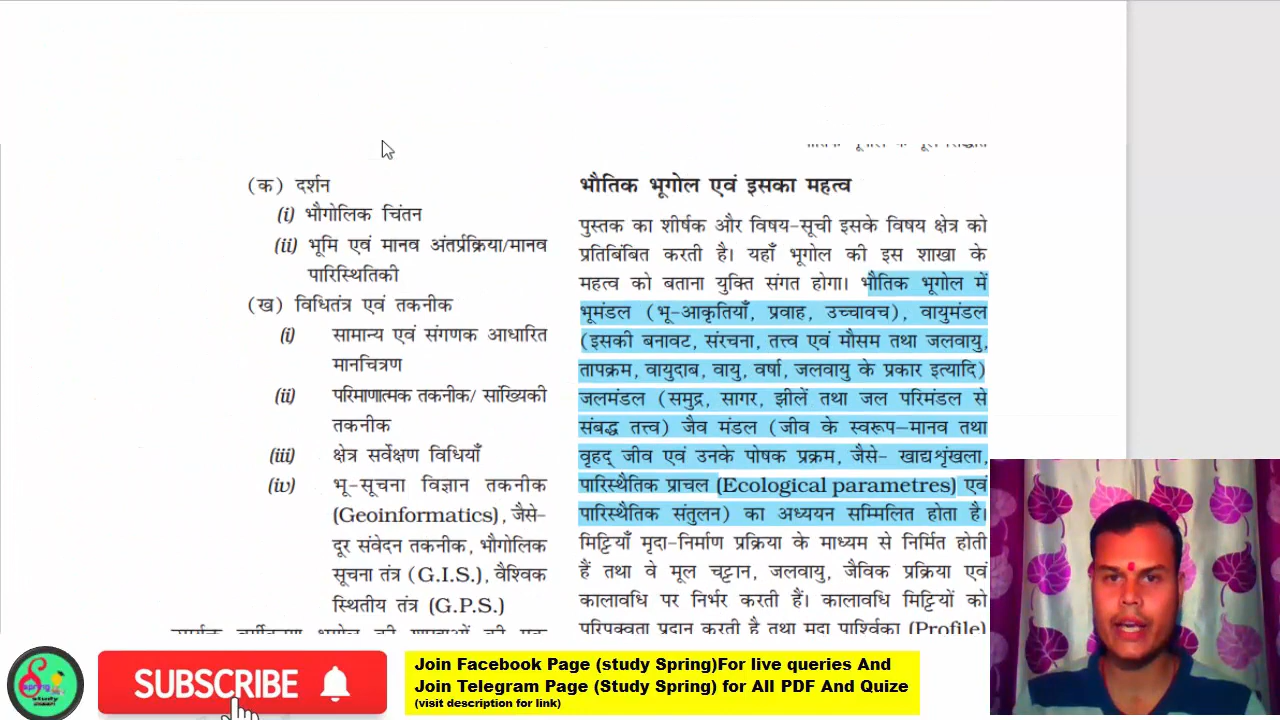 (क) दर्शन
(i) भौगोलिक चिंतन
(ii) भूमि एवं मानव अंतर्प्रक्रिया/मानव
पारिस्थितिकी
(ख) विधितंत्र एवं तकनीक
(i) सामान्य एवं संगणक आधारित
मानचित्रण
(ii) परिमाणात्मक तकनीक/ सांख्यिकी
तकनीक
(iii) क्षेत्र सर्वेक्षण विधियाँ
(iv) भू-सूचना विज्ञान तकनीक
(Geoinformatics), जैसे-
दूर संवेदन तकनीक, भौगोलिक
सूचना तंत्र (G.I.S.), वैश्विक
स्थितीय तंत्र (G.P.S.)
भौतिक भूगोल एवं इसका महत्व
पुस्तक का शीर्षक और विषय-सूची इसके विषय क्षेत्र को
प्रतिबिंबित करती है। यहाँ भूगोल की इस शाखा के
महत्व को बताना युक्ति संगत होगा। भौतिक भूगोल में
भूमंडल (भू-आकृतियाँ, प्रवाह, उच्चावच), वायुमंडल
(इसकी बनावट, संरचना, तत्त्व एवं मौसम तथा जलवायु,
तापक्रम, वायुदाब, वायु, वर्षा, जलवायु के प्रकार इत्यादि)
जलमंडल (समुद्र, सागर, झीलें तथा जल परिमंडल से
संबद्ध तत्त्व) जैव मंडल (जीव के स्वरूप-मानव तथा
वृहद् जीव एवं उनके पोषक प्रक्रम, जैसे- खाद्यशृंखला,
पारिस्थैतिक प्राचल (Ecological parametres) एवं
पारिस्थैतिक संतुलन) का अध्ययन सम्मिलित होता है।
मिट्टियाँ मृदा-निर्माण प्रक्रिया के माध्यम से निर्मित होती
हैं तथा वे मूल चट्टान, जलवायु, जैविक प्रक्रिया एवं
कालावधि पर निर्भर करती हैं। कालावधि मिट्टियों को
परिपक्वता प्रदान करती है तथा मृदा पार्श्विका (Profile)
SUBSCRIBE
Join Facebook Page (study Spring)For live queries And
Join Telegram Page (Study Spring) for All PDF And Quize
(visit description for link)